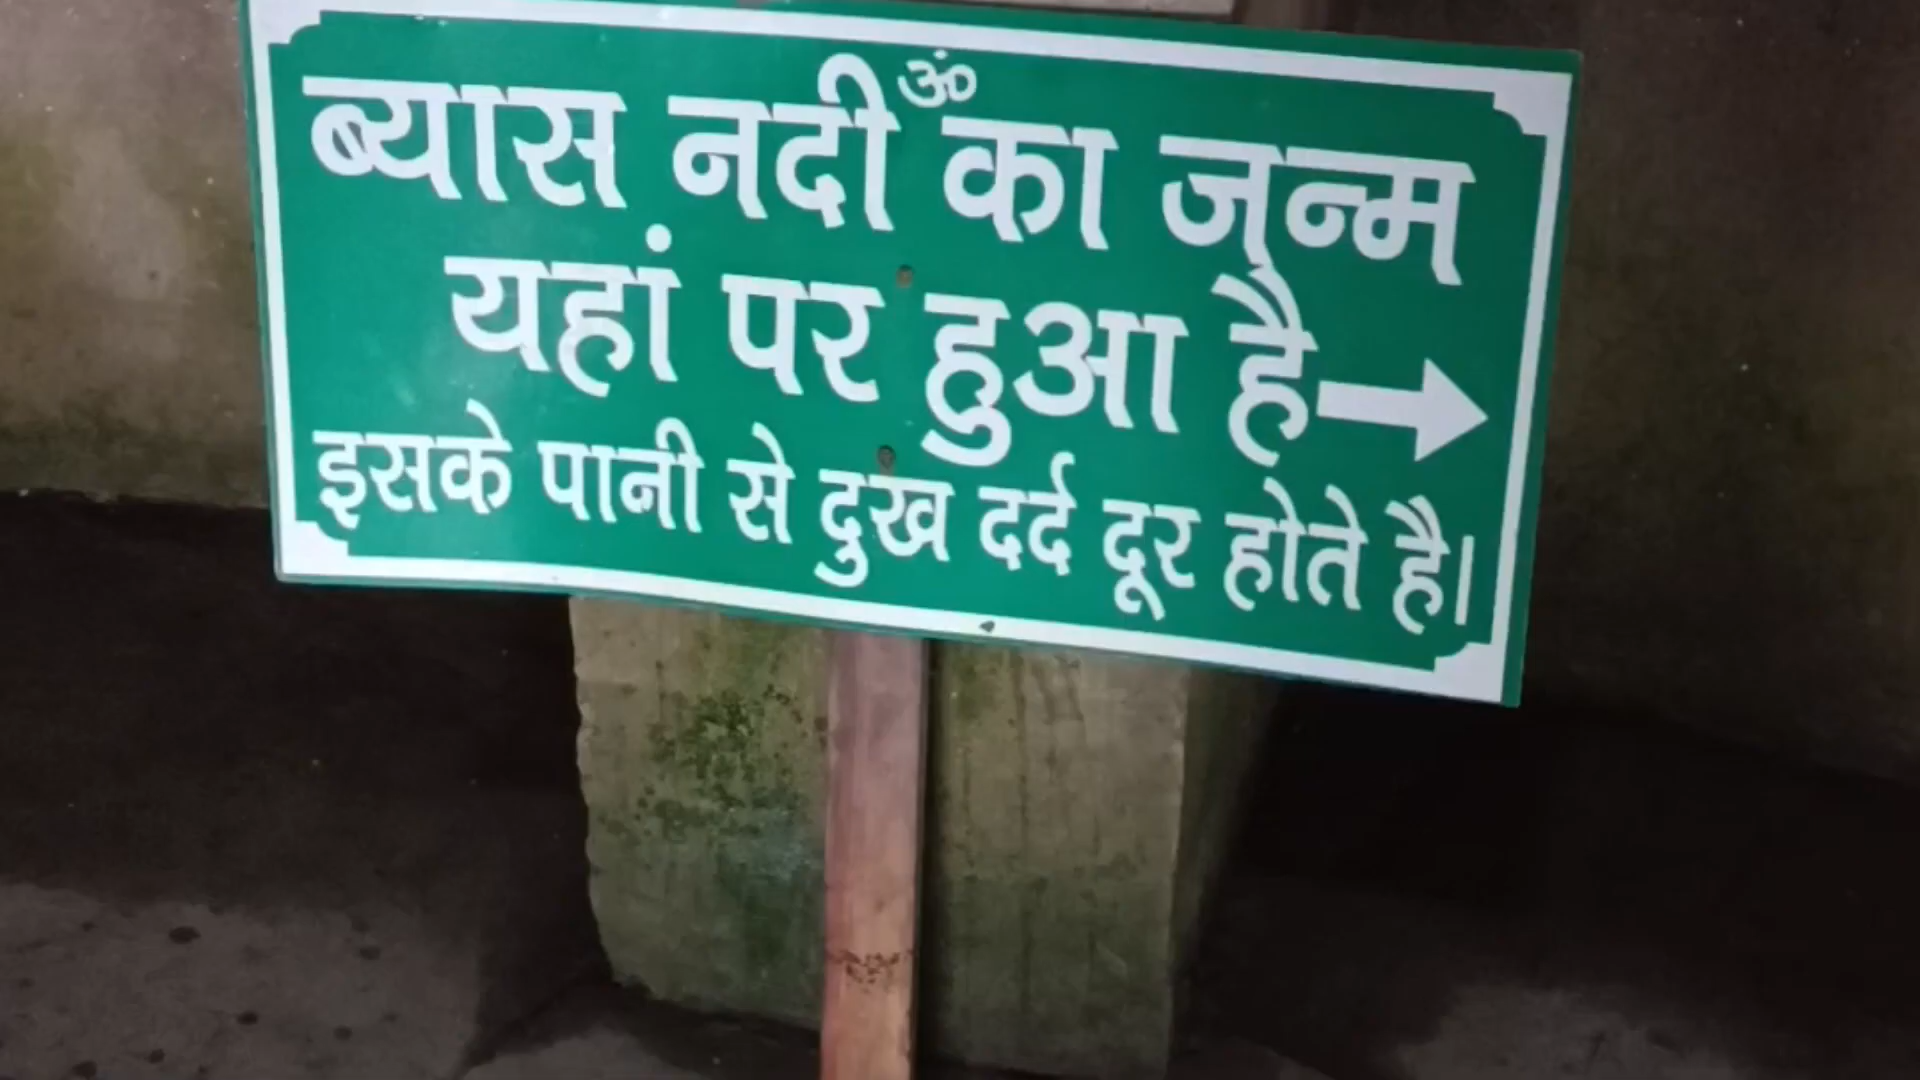 ॐ
ब्यास नदी का जन्म
यहां पर हुआ है→
इसके पानी से दुख दर्द दूर होते है।